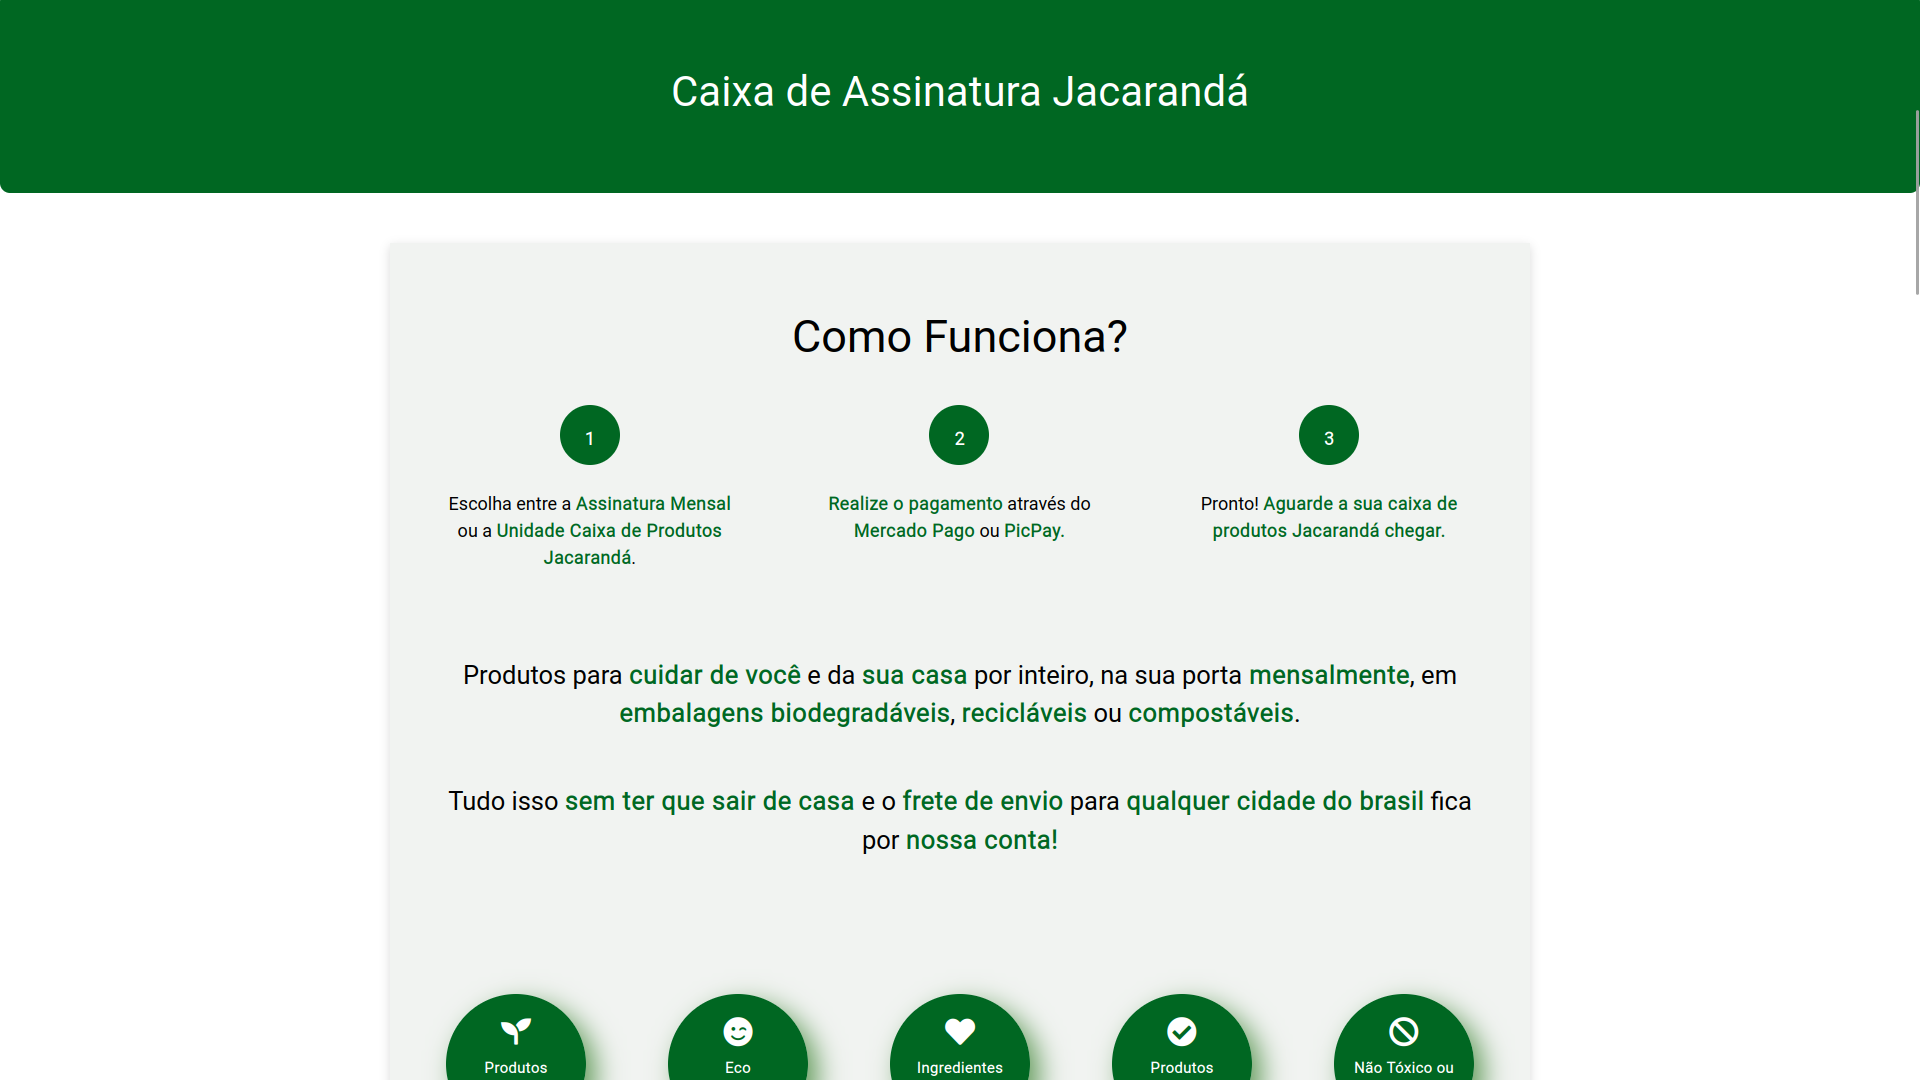 Caixa de Assinatura Jacarandá
Como Funciona?
1
Escolha entre a Assinatura Mensal
ou a Unidade Caixa de Produtos
Jacarandá.
2
Realize o pagamento através do
Mercado Pago ou PicPay.
3
Pronto! Aguarde a sua caixa de
produtos Jacarandá chegar.
Produtos para cuidar de você e da sua casa por inteiro, na sua porta mensalmente, em
embalagens biodegradáveis, recicláveis ou compostáveis.
Tudo isso sem ter que sair de casa e o frete de envio para qualquer cidade do brasil fica
por nossa conta!
Produtos
Eco
Ingredientes
Produtos
Não Tóxico ou